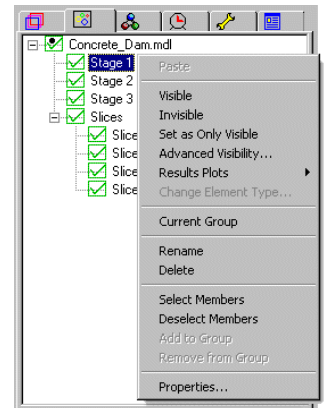 Concrete_Dam.mdl
Stage 1
Stage 2
Stage 3
Slices
Slice
Slice
Slice
Slice
Paste
Visible
Invisible
Set as Only Visible
Advanced Visibility...
Results Plots
Change Element Type...
Current Group
Rename
Delete
Select Members
Deselect Members
Add to Group
Remove from Group
Properties...